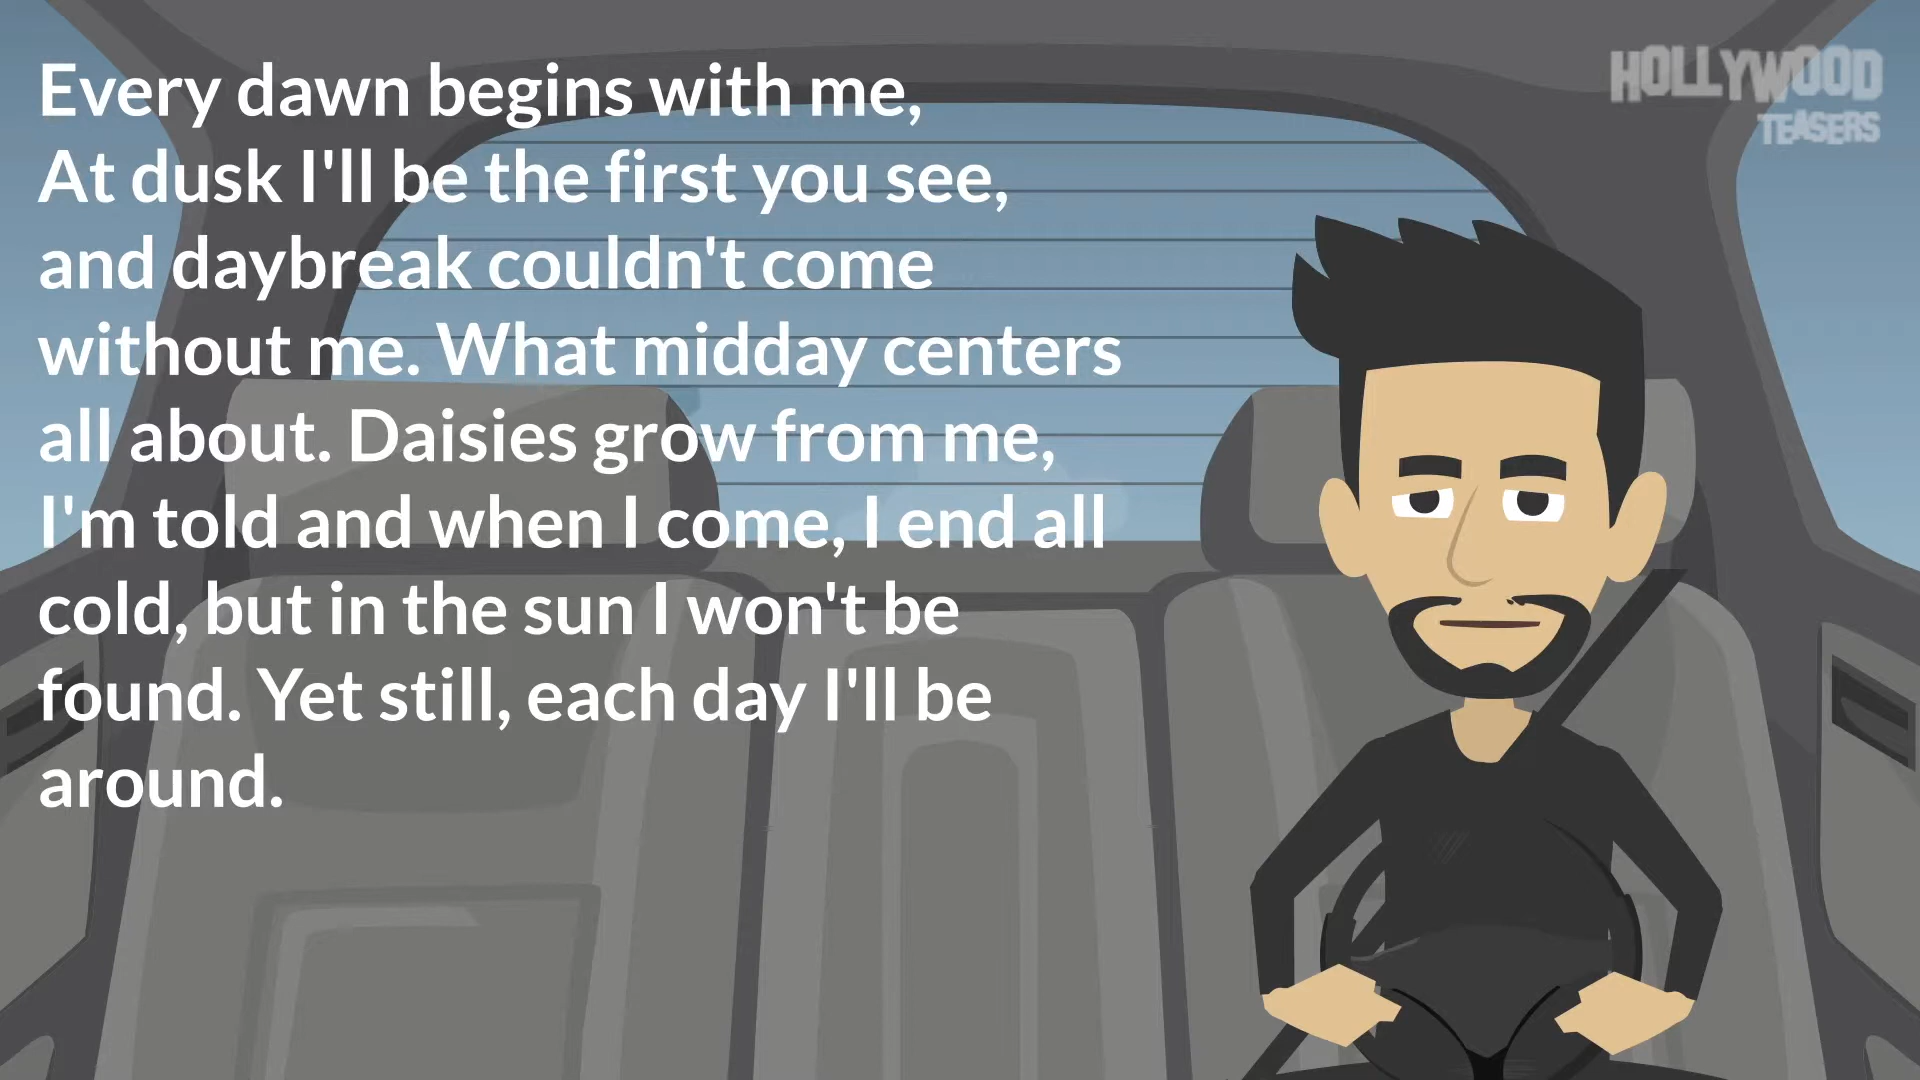 Every dawn begins with me,
At dusk I'll be the first you see,
and daybreak couldn't come
without me. What midday centers
all about. Daisies grow from me,
I'm told and when I come, I end all
cold, but in the sun I won't be
found. Yet still, each day I'll be
around.
HOLLYWOOD
TEASERS